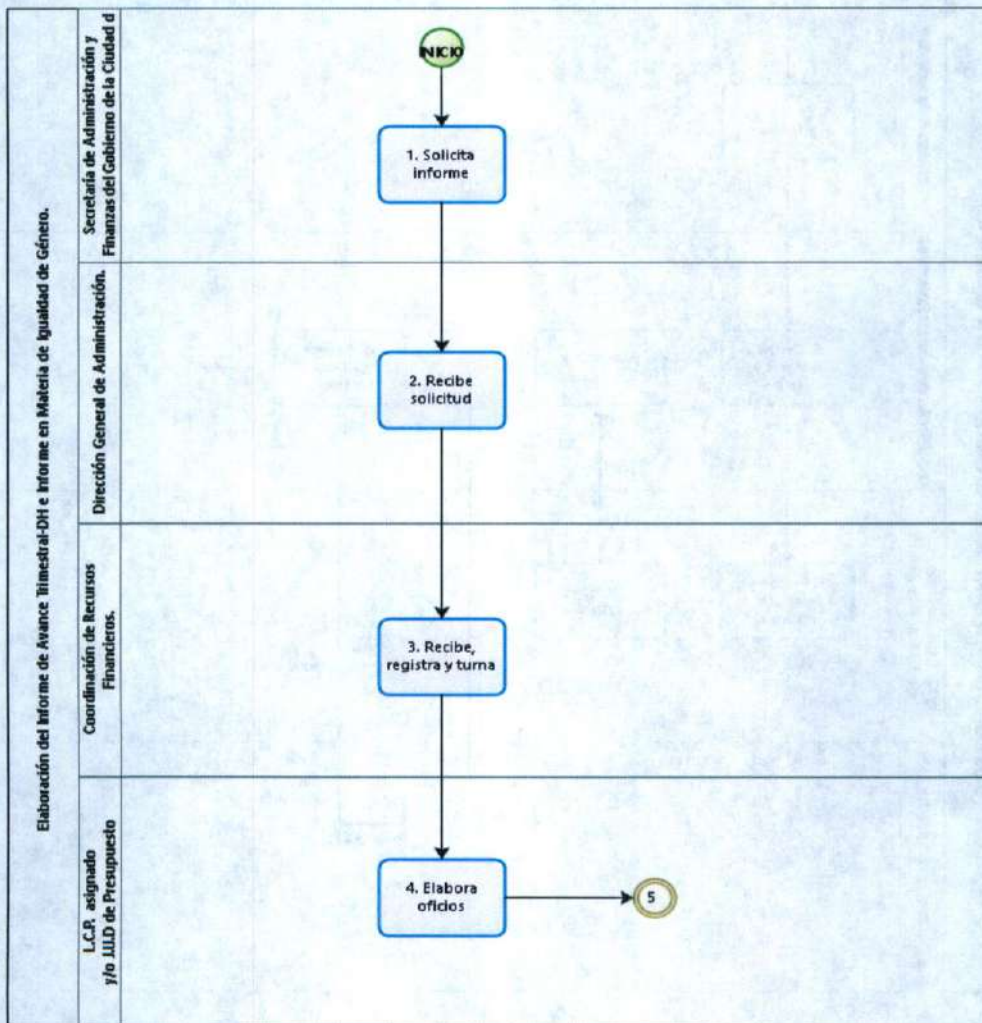 Elaboración del Informe de Avance Trimestral-DH e Informe en Materia de Igualdad de Género.
Secretaría de Administración y
Finanzas del Gobierno de la Ciudad d
INICIO
1. Solicita
informe
Dirección General de Administración.
2. Recibe
solicitud
Coordinación de Recursos
Financieros.
3. Recibe,
registra y turna
L.C.P. asignado
y/o J.U.D de Presupuesto
4. Elabora
oficios
5